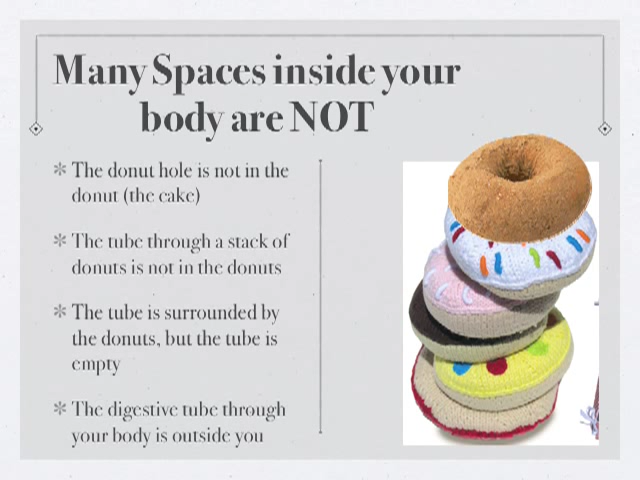 Many Spaces inside your
body are NOT
* The donut hole is not in the
donut (the cake)
* The tube through a stack of
donuts is not in the donuts
* The tube is surrounded by
the donuts, but the tube is
empty
* The digestive tube through
your body is outside you